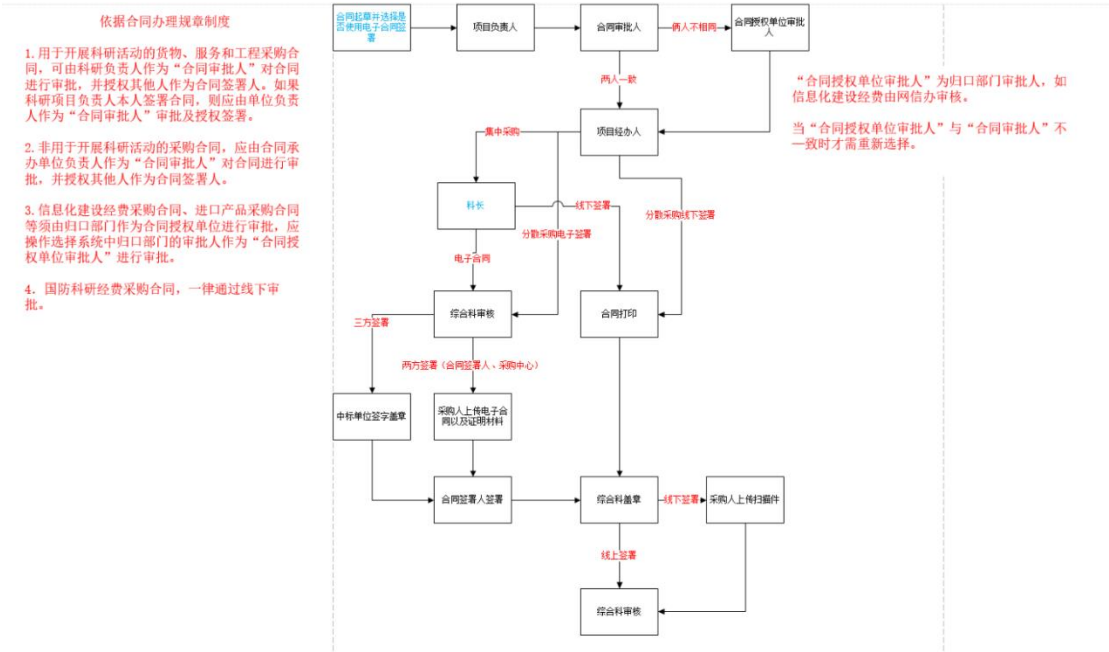 依据合同办理规章制度
1.用于开展科研活动的货物、服务和工程采购合
同，可由科研负责人作为“合同审批人”对合同
进行审批，并授权其他人作为合同签署人。如果
科研项目负责人本人签署合同，则应由单位负责
人作为“合同审批人”审批及授权签署。
2.非用于开展科研活动的采购合同，应由合同承
办单位负责人作为“合同审批人”对合同进行审
批，并授权其他人作为合同签署人。
3.信息化建设经费采购合同、进口产品采购合同
等须由归口部门作为合同授权单位进行审批，应
操作选择系统中归口部门的审批人作为“合同授
权单位审批人”进行审批。
4. 国防科研经费采购合同，一律通过线下审
批。
合同起草并选择是
否使用电子合同签
署
项目负责人
合同审批人
俩人不相同
合同授权单位审批
人
两人一致
“合同授权单位审批人”为归口部门审批人，如
信息化建设经费由网信办审核。
当“合同授权单位审批人”与“合同审批人”不
一致时才需重新选择。
集中采购
项目经办人
科长
线下签署
分散采购线下签署
分散采购电子签署
电子合同
综合科审核
合同打印
三方签署
两方签署（合同签署人、采购中心）
中标单位签字盖章
采购人上传电子合
同以及证明材料
合同签署人签署
综合科盖章
线下签署
采购人上传扫描件
线上签署
综合科审核